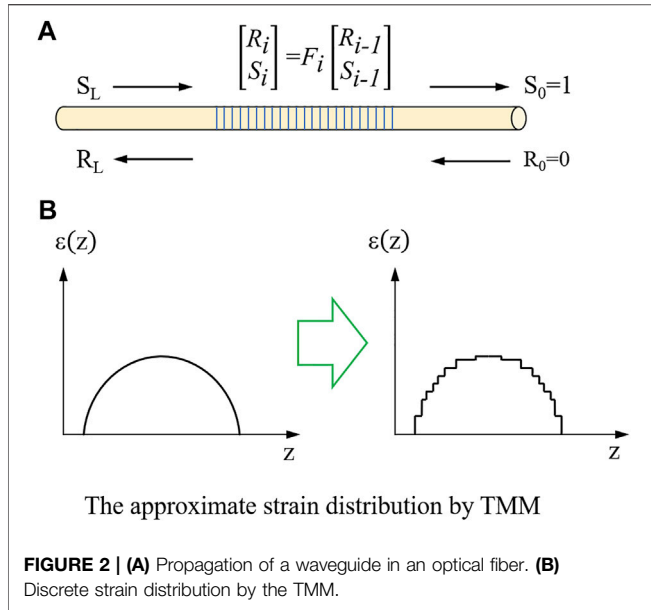 A
[R_i S_i] = F_i [R_{i-1} S_{i-1}]
S_L
S_0=1
R_L
R_0=0
B
ε(z)
ε(z)
z
z
The approximate strain distribution by TMM
FIGURE 2 | (A) Propagation of a waveguide in an optical fiber. (B)
Discrete strain distribution by the TMM.